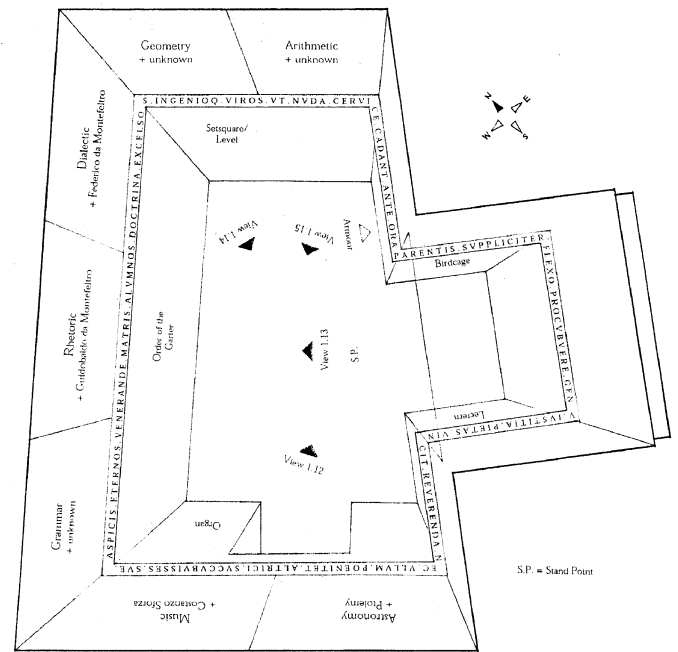 Geometry
+ unknown
Arithmetic
+ unknown
N
E
W
S
S.INGENIOQ.VIROS.VT.NVDA.CERVI
CE.CADANT.ANTE.ORA
PARENTIS.SVPPLICITER
FLEXO.PROCVBVERE.GEN
V.IVSTITIA.PIETAS VIN
CIT.REVERENDA.N
EC VLLVM.POENITET.ALTRICI.SVCCVBVISSES.SVE
ASPICIS ETERNOS.VENERANDE MATRIS.ALVMNOS DOCTRINA.EXCELSO
Setsquare/
Level
Dialectic
+ Federico da Montefeltro
View 1.14
View 1.15
Armour
Birdcage
Rhetoric
+ Guidobaldo da Montefeltro
Order of the
Garter
View 1.13
S.P.
Lectern
View 1.12
Grammar
+ unknown
Organ
Music
+ Costanzo Sforza
Astronomy
+ Ptolemy
S.P. = Stand Point